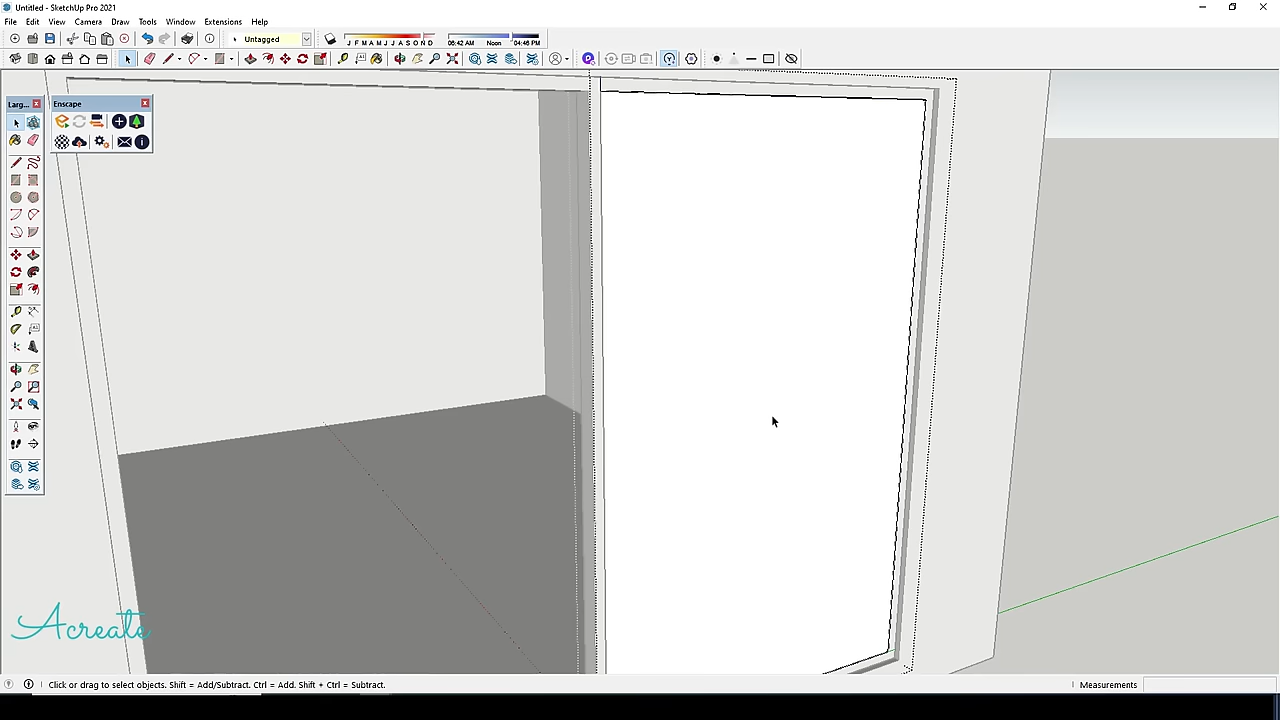 Untitled - SketchUp Pro 2021
File Edit View Camera Draw Tools Window Extensions Help
Untagged
J F M A M J J A S O N D
06:42 AM Noon 04:46 PM
Larg...
Enscape
Acreate
Click or drag to select objects. Shift = Add/Subtract. Ctrl = Add. Shift + Ctrl = Subtract.
Measurements